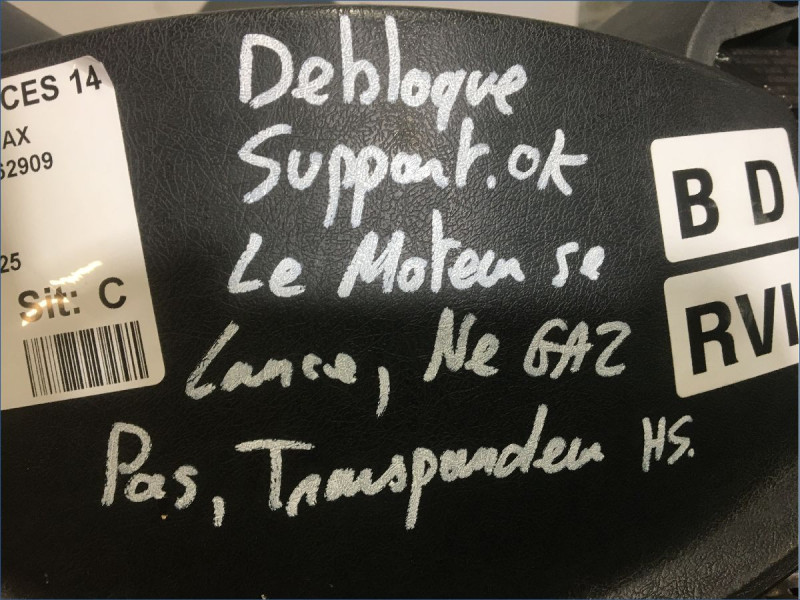 CES 14
AX
62909
25
Sit: C
Debloque
Support. OK
Le Moteur se
Lance, Ne GAZ
Pas, Transpondeur HS.
B D
RVI